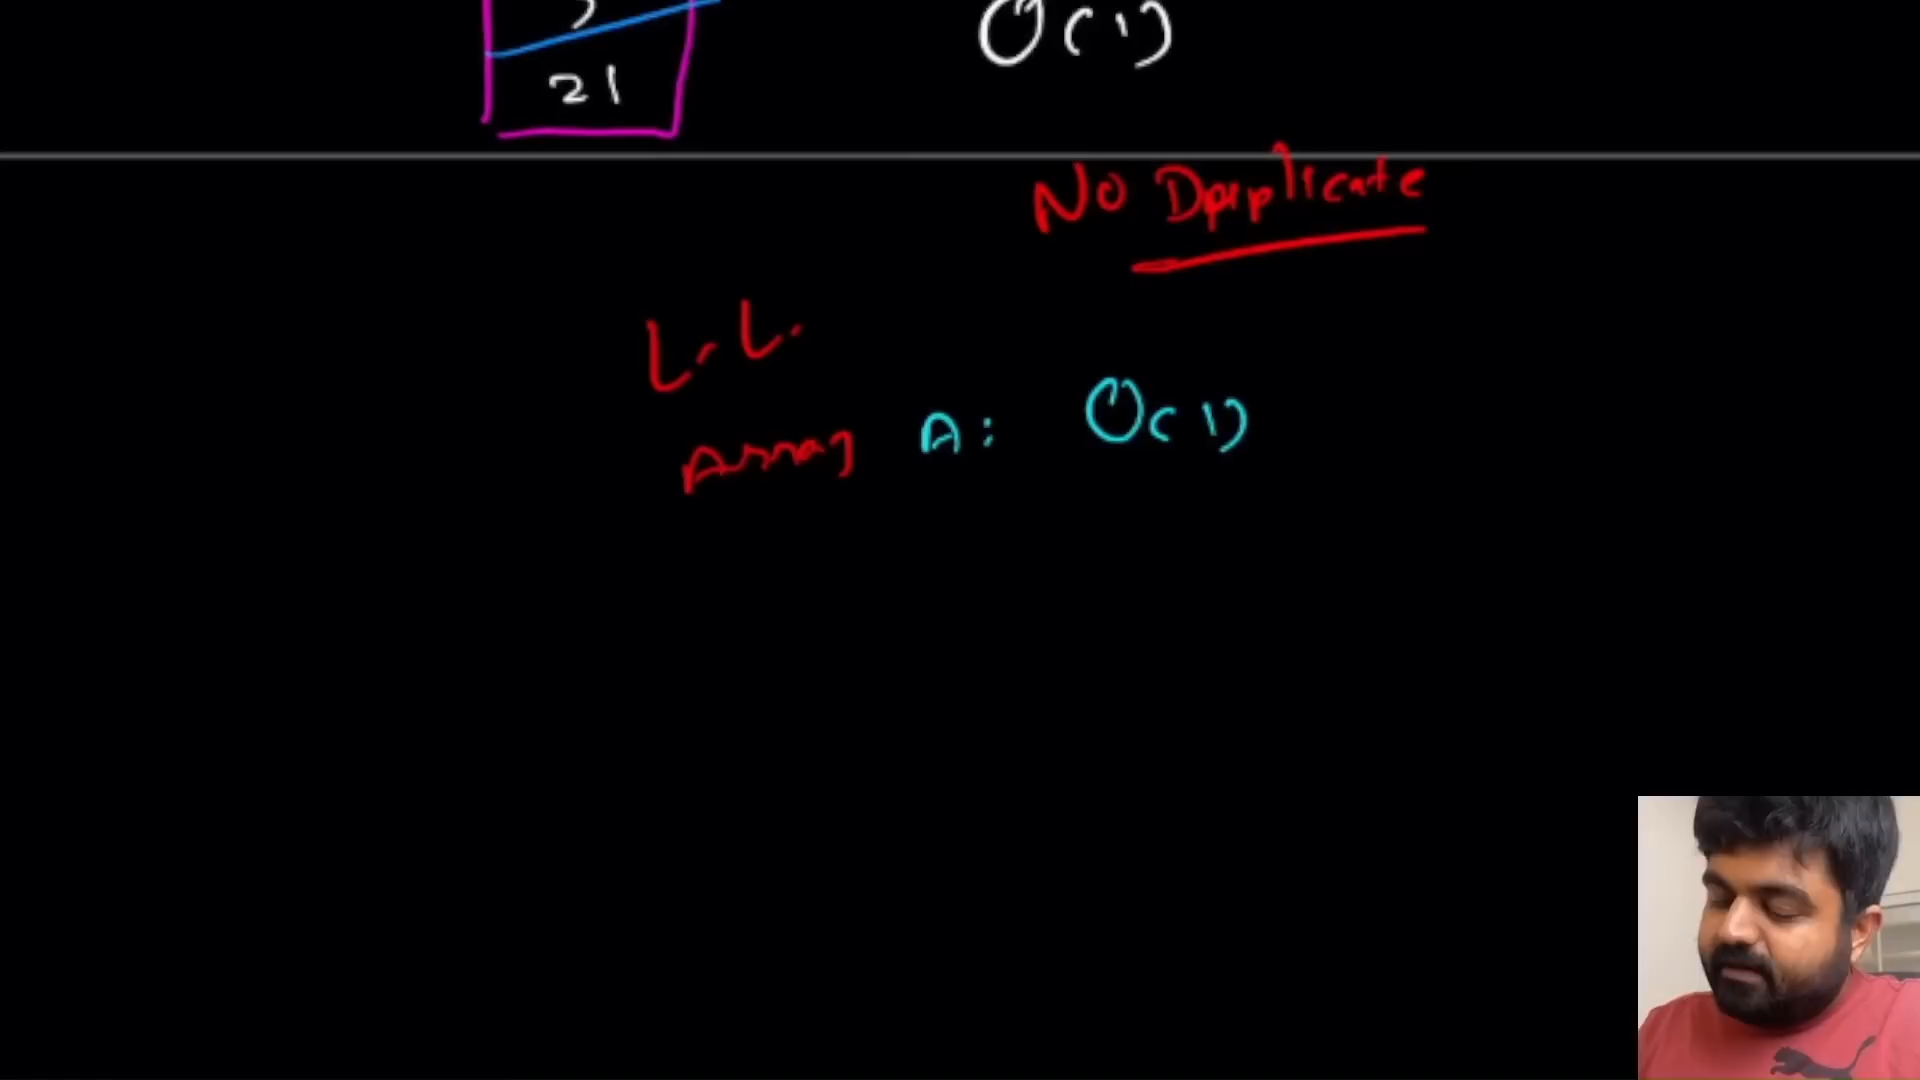 O(1)
21
No Duplicate
L.L.
Array A: O(1)